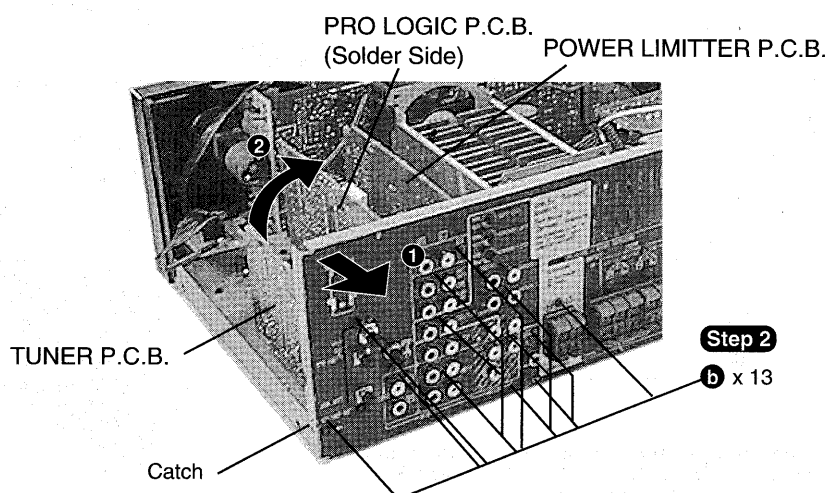 PRO LOGIC P.C.B.
(Solder Side)
POWER LIMITTER P.C.B.
2
1
TUNER P.C.B.
Step 2
b x 13
Catch